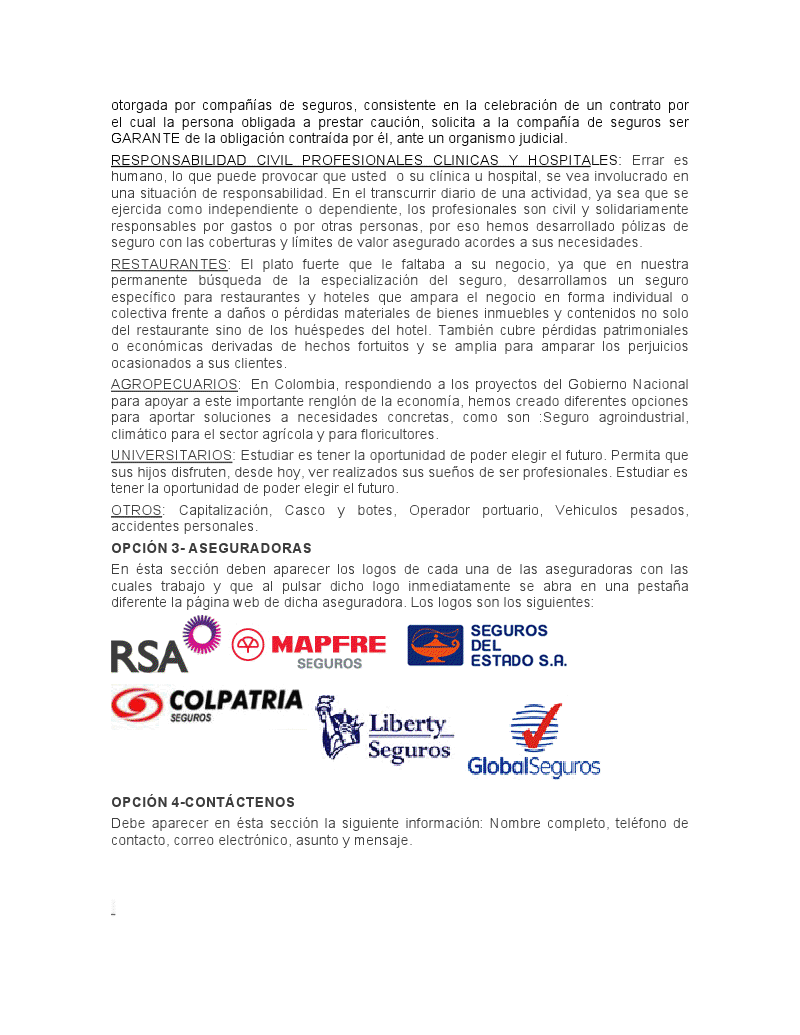 otorgada por compañías de seguros, consistente en la celebración de un contrato por
el cual la persona obligada a prestar caución, solicita a la compañía de seguros ser
GARANTE de la obligación contraída por él, ante un organismo judicial.
RESPONSABILIDAD CIVIL PROFESIONALES CLINICAS Y HOSPITALES: Errar es
humano, lo que puede provocar que usted o su clínica u hospital, se vea involucrado en
una situación de responsabilidad. En el transcurrir diario de una actividad, ya sea que se
ejercida como independiente o dependiente, los profesionales son civil y solidariamente
responsables por gastos o por otras personas, por eso hemos desarrollado pólizas de
seguro con las coberturas y límites de valor asegurado acordes a sus necesidades.
RESTAURANTES: El plato fuerte que le faltaba a su negocio, ya que en nuestra
permanente búsqueda de la especialización del seguro, desarrollamos un seguro
específico para restaurantes y hoteles que ampara el negocio en forma individual o
colectiva frente a daños o pérdidas materiales de bienes inmuebles y contenidos no solo
del restaurante sino de los huéspedes del hotel. También cubre pérdidas patrimoniales
o económicas derivadas de hechos fortuitos y se amplia para amparar los perjuicios
ocasionados a sus clientes.
AGROPECUARIOS: En Colombia, respondiendo a los proyectos del Gobierno Nacional
para apoyar a este importante renglón de la economía, hemos creado diferentes opciones
para aportar soluciones a necesidades concretas, como son :Seguro agroindustrial,
climático para el sector agrícola y para floricultores.
UNIVERSITARIOS: Estudiar es tener la oportunidad de poder elegir el futuro. Permita que
sus hijos disfruten, desde hoy, ver realizados sus sueños de ser profesionales. Estudiar es
tener la oportunidad de poder elegir el futuro.
OTROS: Capitalización, Casco y botes, Operador portuario, Vehiculos pesados,
accidentes personales.
OPCIÓN 3- ASEGURADORAS
En ésta sección deben aparecer los logos de cada una de las aseguradoras con las
cuales trabajo y que al pulsar dicho logo inmediatamente se abra en una pestaña
diferente la página web de dicha aseguradora. Los logos son los siguientes:
RSA
MAPFRE
SEGUROS
SEGUROS
DEL
ESTADO S.A.
COLPATRIA
SEGUROS
Liberty
Seguros
GlobalSeguros
OPCIÓN 4-CONTÁCTENOS
Debe aparecer en ésta sección la siguiente información: Nombre completo, teléfono de
contacto, correo electrónico, asunto y mensaje.